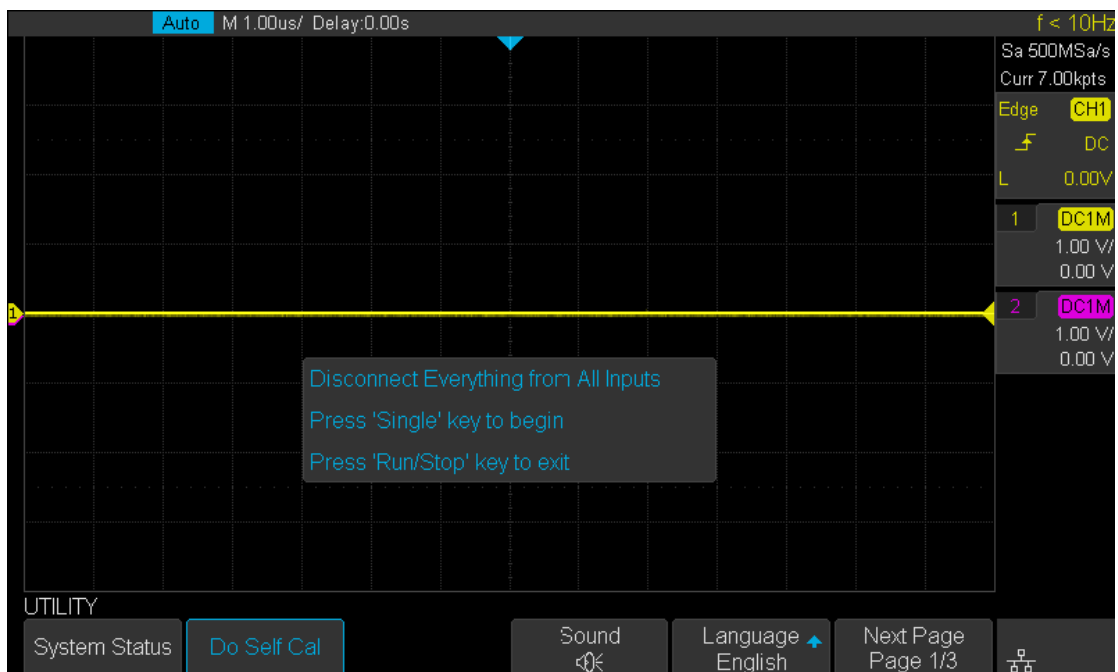 Auto M 1.00us/ Delay:0.00s f < 10Hz
Sa 500MSa/s
Curr 7.00kpts
Edge CH1
DC
L 0.00V
1 DC1M
1.00 V/
0.00 V
1
2 DC1M
1.00 V/
0.00 V
Disconnect Everything from All Inputs
Press 'Single' key to begin
Press 'Run/Stop' key to exit
UTILITY
System Status
Do Self Cal
Sound
Language
English
Next Page
Page 1/3